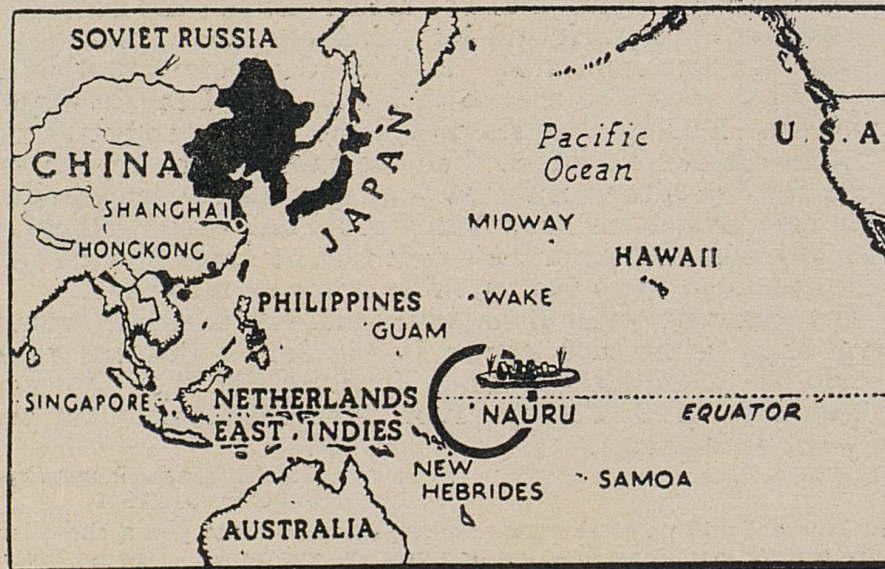 SOVIET RUSSIA
CHINA
JAPAN
Pacific
Ocean
U.S.A
SHANGHAI
HONGKONG
MIDWAY
HAWAII
PHILIPPINES
WAKE
GUAM
SINGAPORE
NETHERLANDS
EAST INDIES
NAURU
EQUATOR
NEW
HEBRIDES
SAMOA
AUSTRALIA